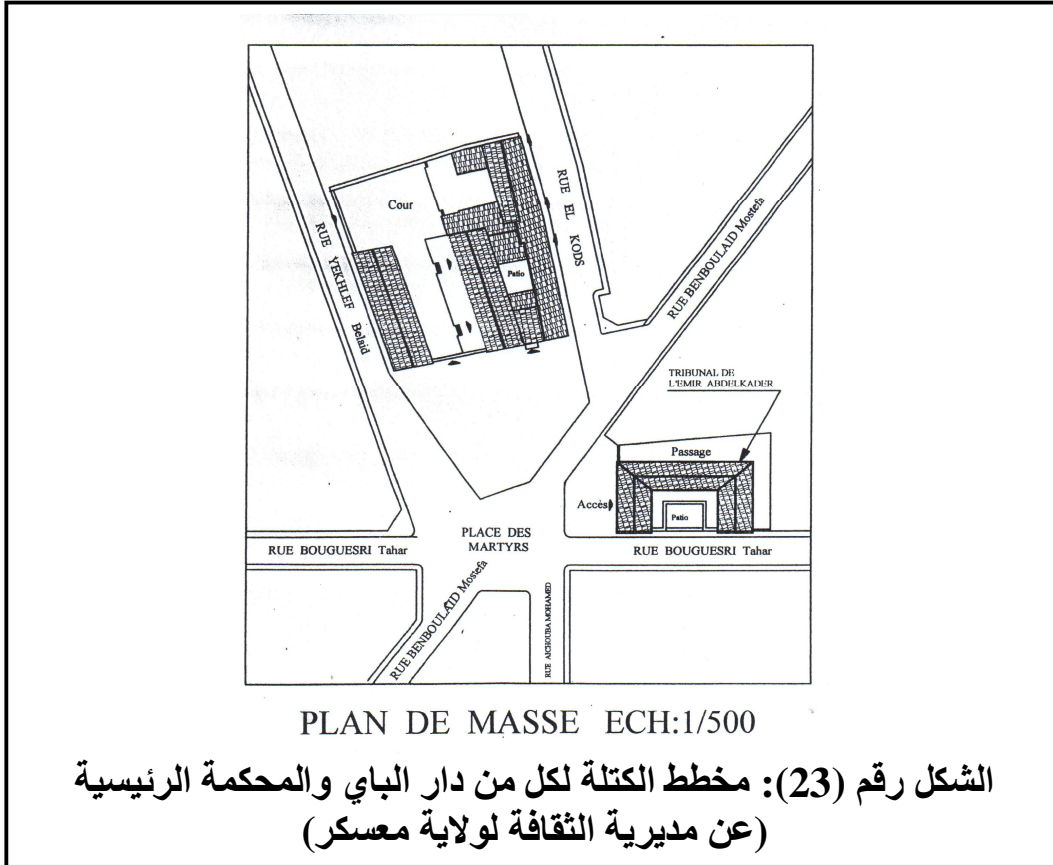 Cour
RUE EL KODS
RUE YEKHLEF Belaid
Patio
RUE BENBOULAID Mostefa
TRIBUNAL DE
L'EMIR ABDELKADER
Passage
Accès
Patio
PLACE DES
MARTYRS
RUE BOUGUESRI Tahar
RUE BOUGUESRI Tahar
RUE BENBOULAID Mostefa
RUE AICHOUBA MOHAMED
PLAN DE MASSE ECH:1/500
الشكل رقم (23): مخطط الكتلة لكل من دار الباي والمحكمة الرئيسية
(عن مديرية الثقافة لولاية معسكر)